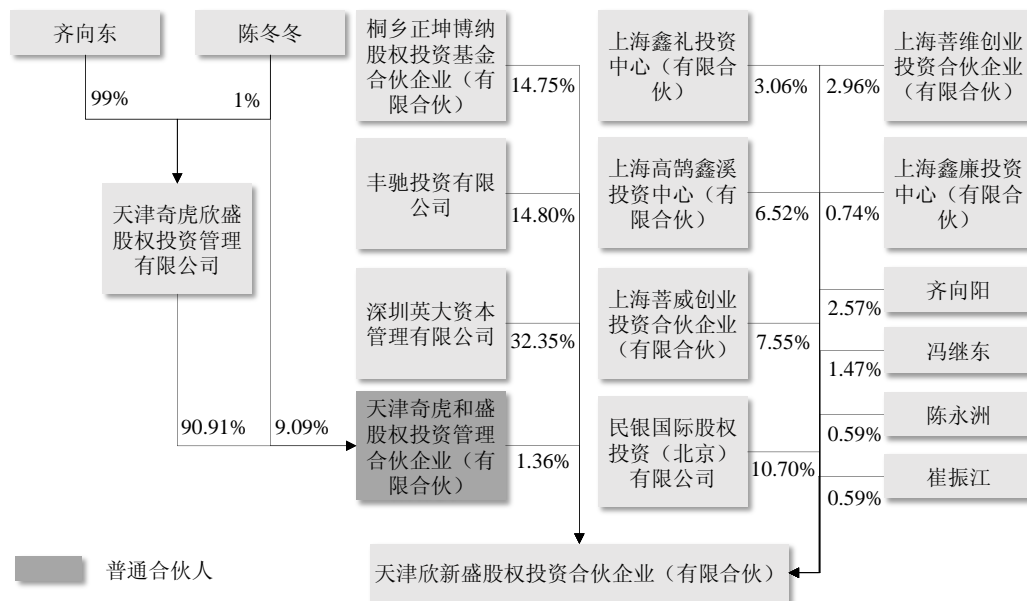 齐向东
陈冬冬
99%
1%
天津奇虎欣盛
股权投资管理
有限公司
90.91%
9.09%
桐乡正坤博纳
股权投资基金
合伙企业（有
限合伙）
14.75%
丰驰投资有限
公司
14.80%
深圳英大资本
管理有限公司
32.35%
天津奇虎和盛
股权投资管理
合伙企业（有
限合伙）
1.36%
上海鑫礼投资
中心（有限合
伙）
3.06%
上海高鹄鑫溪
投资中心（有
限合伙）
6.52%
上海菩威创业
投资合伙企业
（有限合伙）
7.55%
民银国际股权
投资（北京）
有限公司
10.70%
上海菩维创业
投资合伙企业
（有限合伙）
2.96%
上海鑫廉投资
中心（有限合
伙）
0.74%
齐向阳
2.57%
冯继东
1.47%
陈永洲
0.59%
崔振江
0.59%
天津欣新盛股权投资合伙企业（有限合伙）
普通合伙人